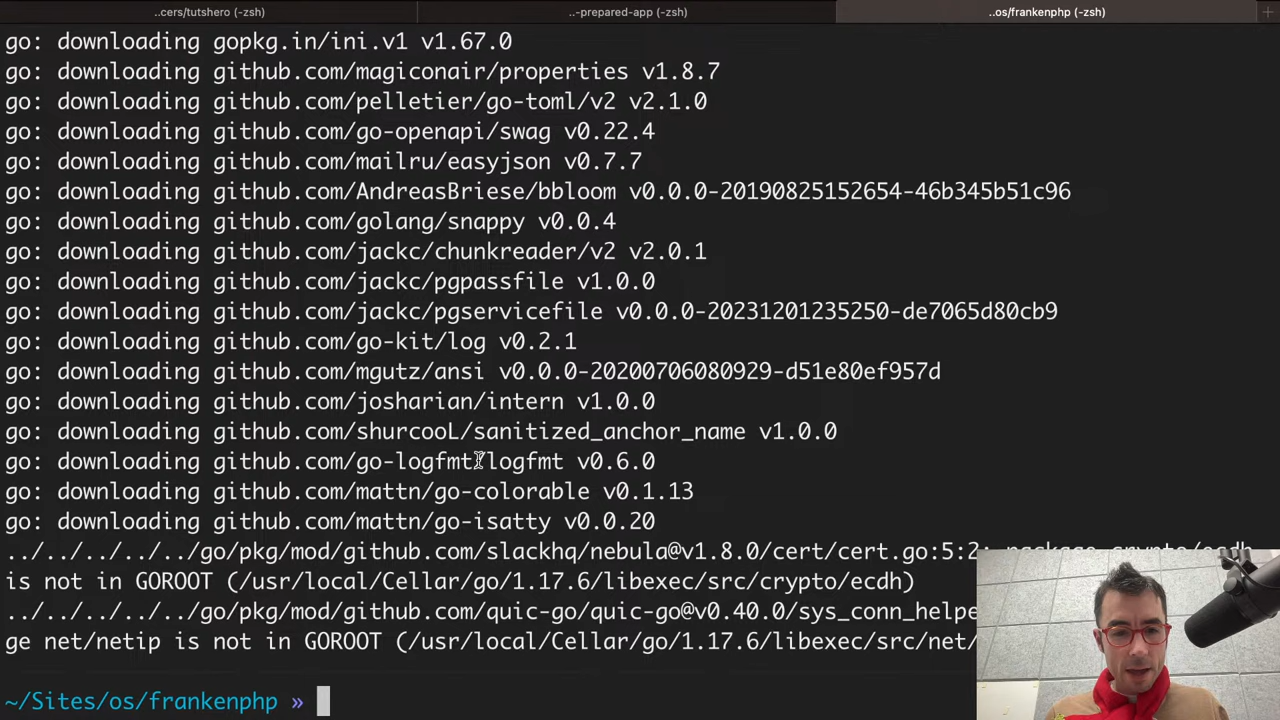 ..cers/tutshero (-zsh)
..-prepared-app (-zsh)
..os/frankenphp (-zsh)
go: downloading gopkg.in/ini.v1 v1.67.0
go: downloading github.com/magiconair/properties v1.8.7
go: downloading github.com/pelletier/go-toml/v2 v2.1.0
go: downloading github.com/go-openapi/swag v0.22.4
go: downloading github.com/mailru/easyjson v0.7.7
go: downloading github.com/AndreasBriese/bbloom v0.0.0-20190825152654-46b345b51c96
go: downloading github.com/golang/snappy v0.0.4
go: downloading github.com/jackc/chunkreader/v2 v2.0.1
go: downloading github.com/jackc/pgpassfile v1.0.0
go: downloading github.com/jackc/pgservicefile v0.0.0-20231201235250-de7065d80cb9
go: downloading github.com/go-kit/log v0.2.1
go: downloading github.com/mgutz/ansi v0.0.0-20200706080929-d51e80ef957d
go: downloading github.com/josharian/intern v1.0.0
go: downloading github.com/shurcooL/sanitized_anchor_name v1.0.0
go: downloading github.com/go-logfmt/logfmt v0.6.0
go: downloading github.com/mattn/go-colorable v0.1.13
go: downloading github.com/mattn/go-isatty v0.0.20
../../../../../go/pkg/mod/github.com/slackhq/nebula@v1.8.0/cert/cert.go:5:2: package crypto/ecdh
is not in GOROOT (/usr/local/Cellar/go/1.17.6/libexec/src/crypto/ecdh)
../../../../../go/pkg/mod/github.com/quic-go/quic-go@v0.40.0/sys_conn_helpe
ge net/netip is not in GOROOT (/usr/local/Cellar/go/1.17.6/libexec/src/net/
~/Sites/os/frankenphp »